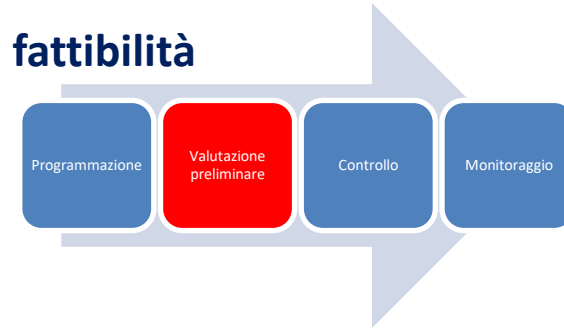 fattibilità
Programmazione
Valutazione
preliminare
Controllo
Monitoraggio